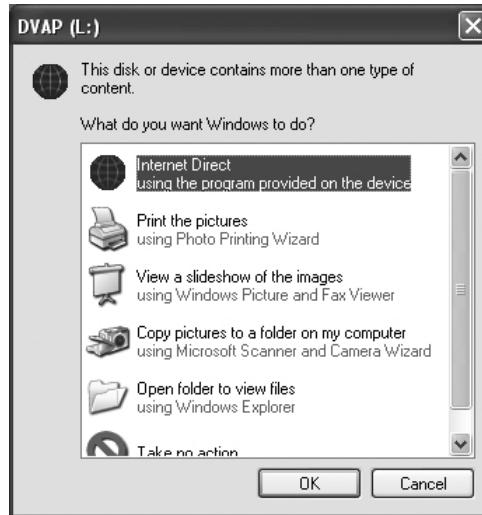 DVAP (L:)
This disk or device contains more than one type of
content.
What do you want Windows to do?
Internet Direct
using the program provided on the device
Print the pictures
using Photo Printing Wizard
View a slideshow of the images
using Windows Picture and Fax Viewer
Copy pictures to a folder on my computer
using Microsoft Scanner and Camera Wizard
Open folder to view files
using Windows Explorer
Take no action
OK
Cancel